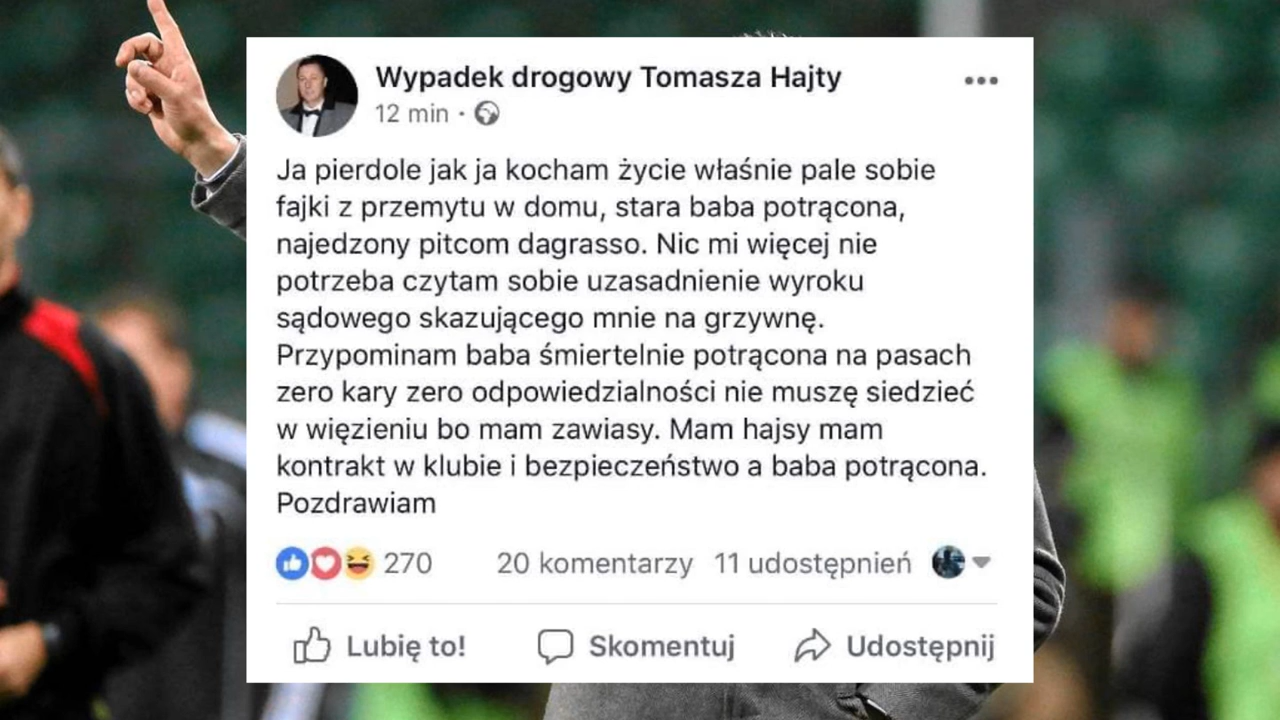 Wypadek drogowy Tomasza Hajty
12 min ·
Ja pierdole jak ja kocham życie właśnie pale sobie
fajki z przemytu w domu, stara baba potrącona,
najedzony pitcom dagrasso. Nic mi więcej nie
potrzeba czytam sobie uzasadnienie wyroku
sądowego skazującego mnie na grzywnę.
Przypominam baba śmiertelnie potrącona na pasach
zero kary zero odpowiedzialności nie muszę siedzieć
w więzieniu bo mam zawiasy. Mam hajsy mam
kontrakt w klubie i bezpieczeństwo a baba potrącona.
Pozdrawiam
270 20 komentarzy 11 udostępnień
Lubię to! Skomentuj Udostępnij